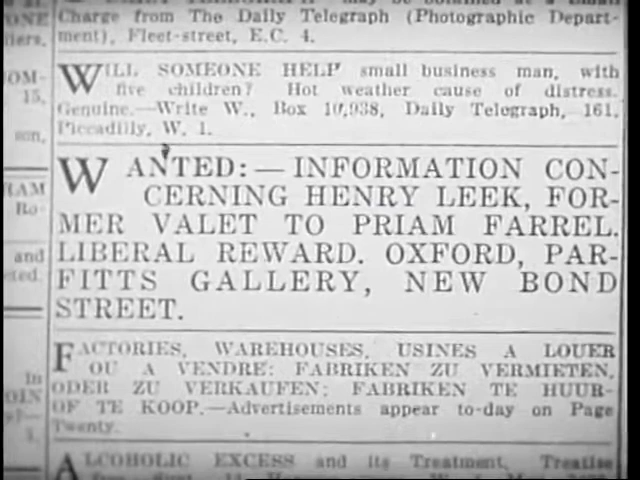 Charge from The Daily Telegraph (Photographic Depart-
ment), Fleet-street, E.C. 4.
WILL SOMEONE HELP small business man, with
five children? Hot weather cause of distress.
Genuine.—Write W., Box 10,938, Daily Telegraph, 161,
Piccadilly, W. 1.
WANTED:—INFORMATION CON-
CERNING HENRY LEEK, FOR-
MER VALET TO PRIAM FARREL.
LIBERAL REWARD. OXFORD, PAR-
FITTS GALLERY, NEW BOND
STREET.
FACTORIES, WAREHOUSES, USINES A LOUER
OU A VENDRE: FABRIKEN ZU VERMIETEN,
ODER ZU VERKAUFEN: FABRIKEN TE HUUR
OF TE KOOP.—Advertisements appear to-day on Page
Twenty.
ALCOHOLIC EXCESS and its Treatment, Treatise